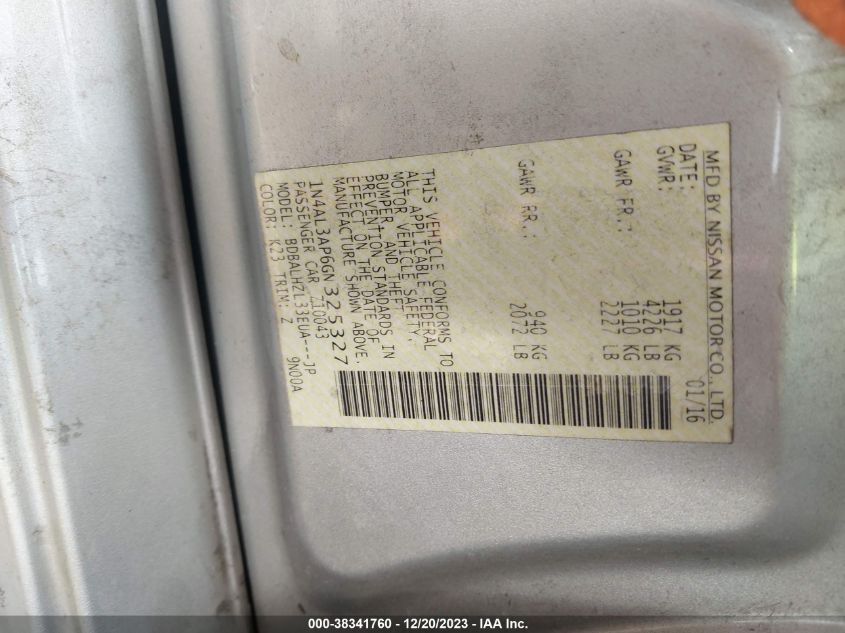 MFD BY NISSAN MOTOR CO., LTD.
DATE: 01/16
GVWR: 1917 KG
4226 LB
GAWR FR.: 1010 KG
2227 LB
GAWR RR.: 940 KG
2072 LB
THIS VEHICLE CONFORMS TO
ALL APPLICABLE FEDERAL
MOTOR VEHICLE SAFETY,
BUMPER, AND THEFT
PREVENTION STANDARDS IN
EFFECT ON THE DATE OF
MANUFACTURE SHOWN ABOVE.
1N4AL3AP6GN325327
PASSENGER CAR Z10043
MODEL: BDBALHZL33EUA---JP
COLOR: K23 TRIM: Z 9N00A
000-38341760 - 12/20/2023 - IAA Inc.